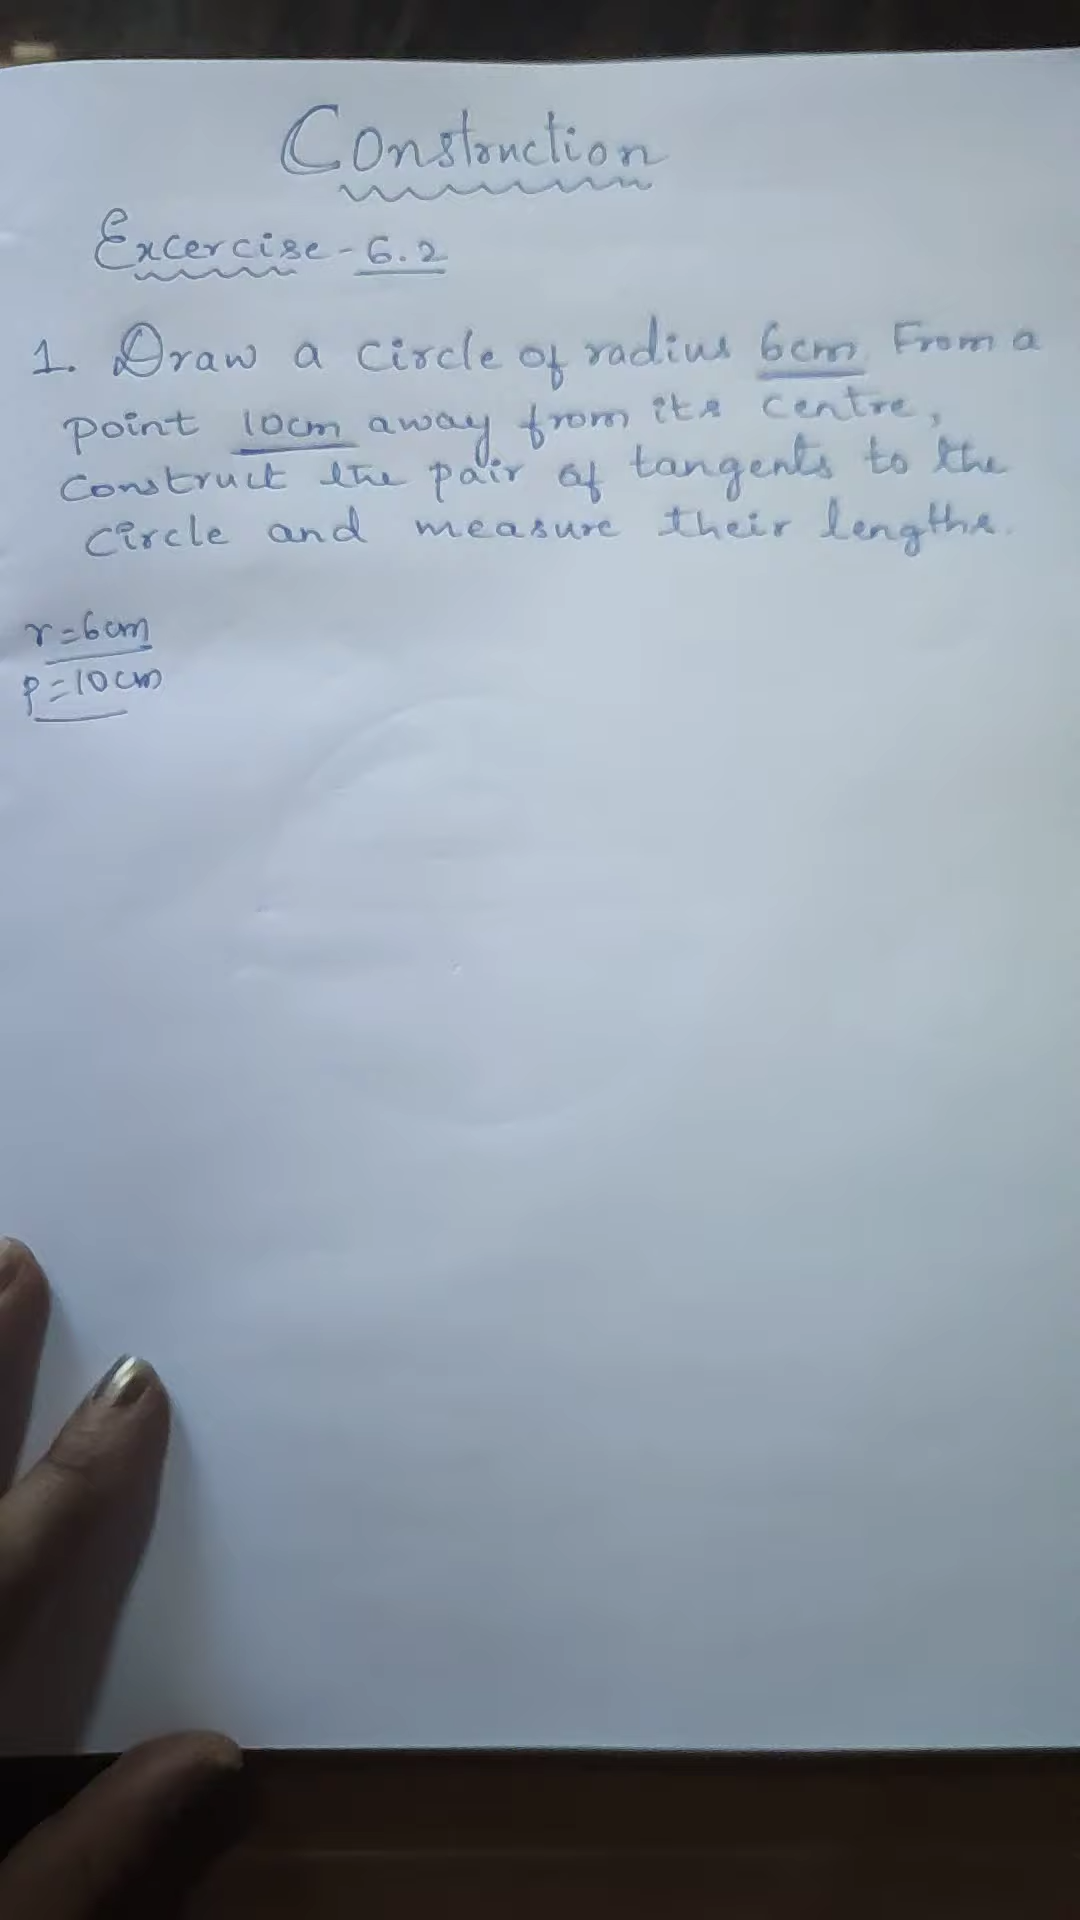 Construction
Excercise - 6.2
1. Draw a circle of radius 6cm. From a
point 10cm away from its centre,
construct the pair of tangents to the
circle and measure their lengths.
r=6cm
P=10cm